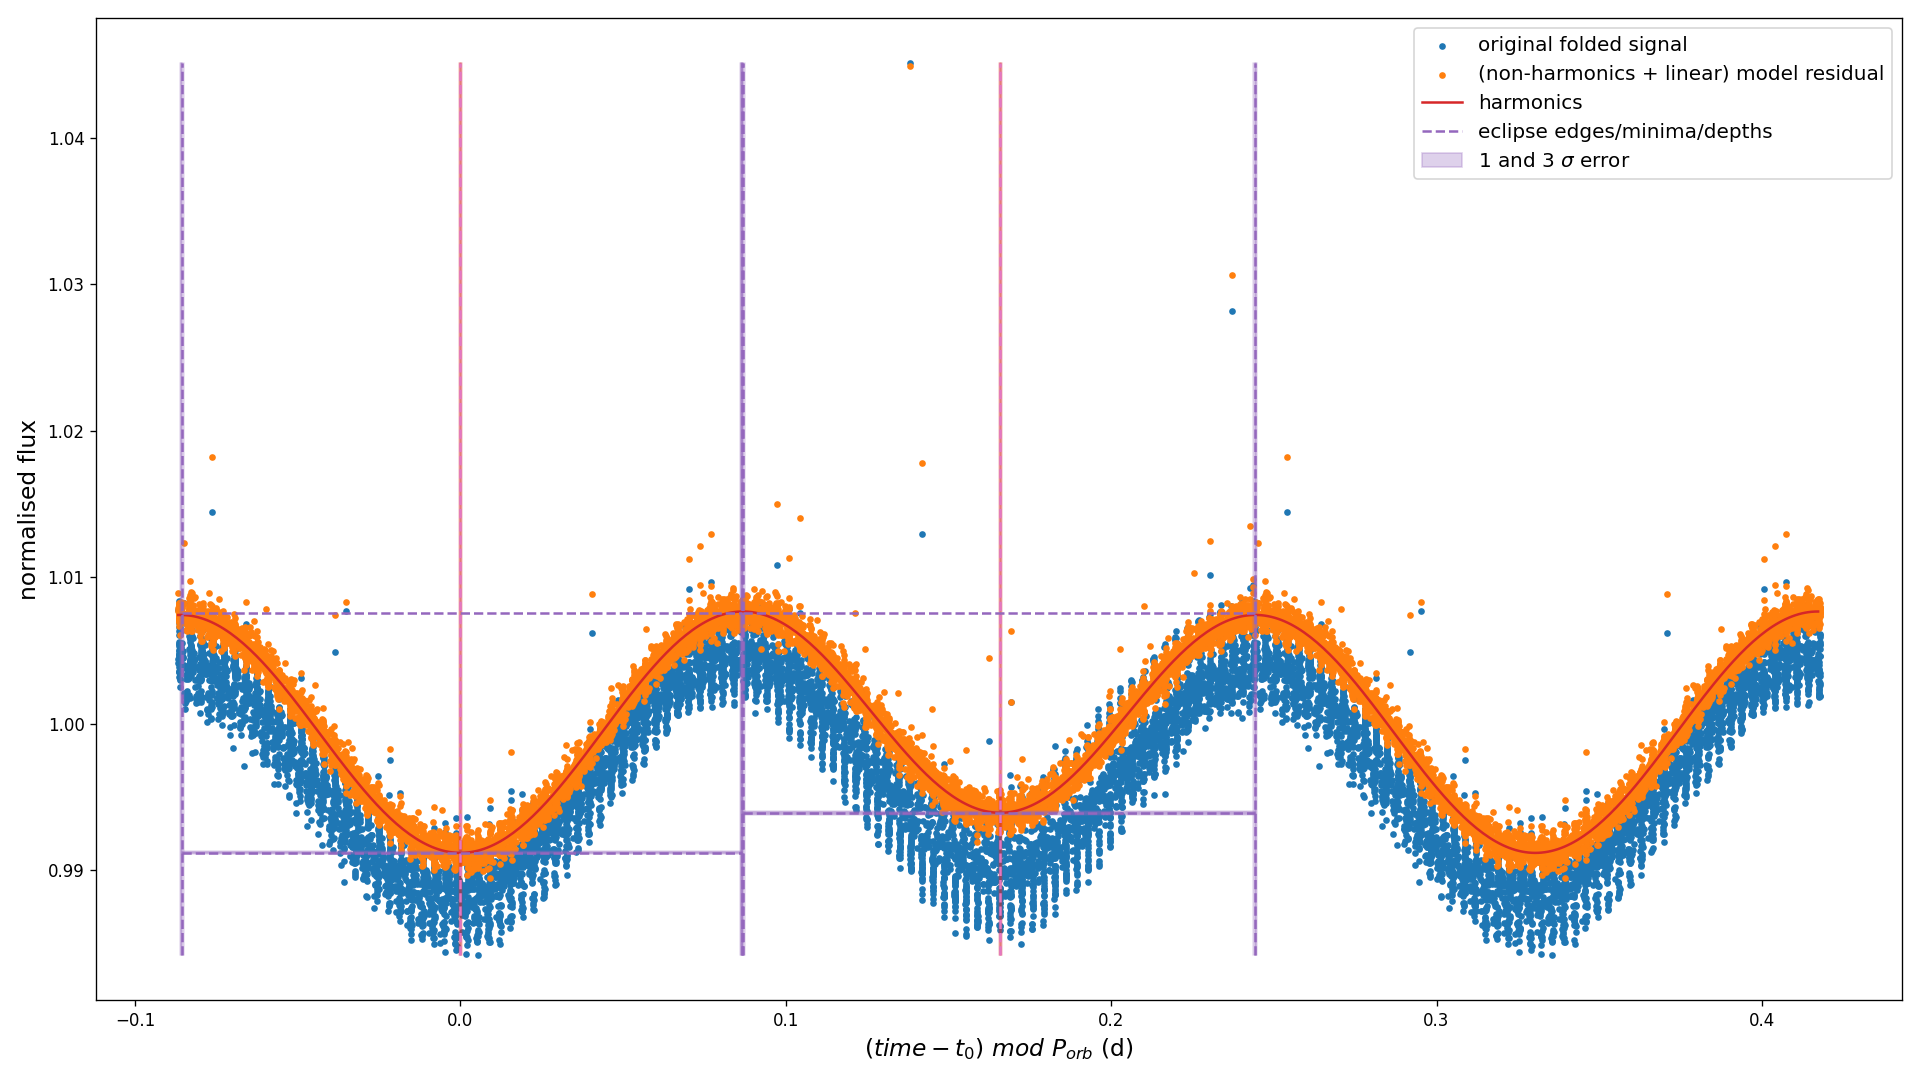 original folded signal
(non-harmonics + linear) model residual
harmonics
eclipse edges/minima/depths
1 and 3 σ error
normalised flux
1.04
1.03
1.02
1.01
1.00
0.99
−0.1 0.0 0.1 0.2 0.3 0.4
(time − t₀) mod Pₒᵣ♭ (d)